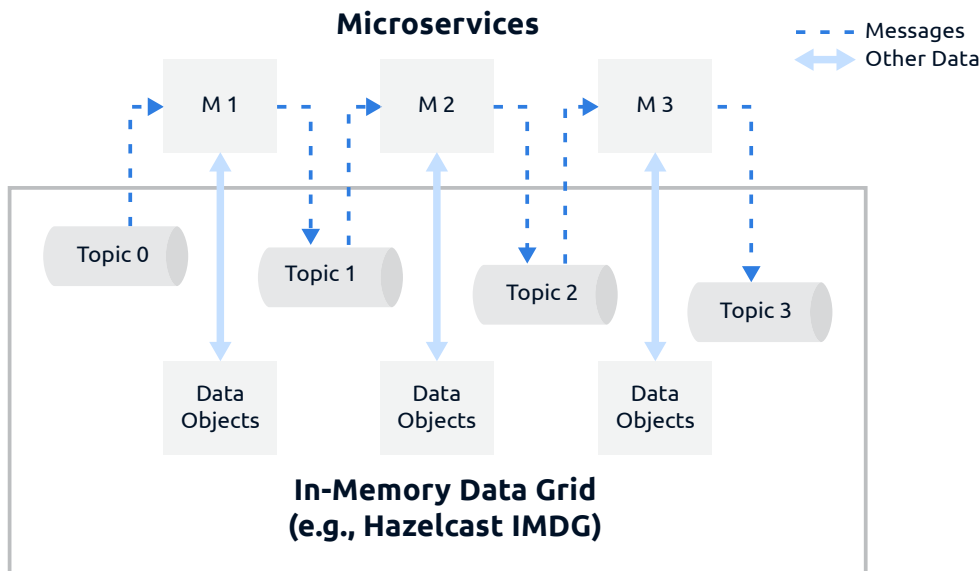 Microservices
Messages
Other Data
M 1
M 2
M 3
Topic 0
Topic 1
Topic 2
Topic 3
Data
Objects
Data
Objects
Data
Objects
In-Memory Data Grid
(e.g., Hazelcast IMDG)